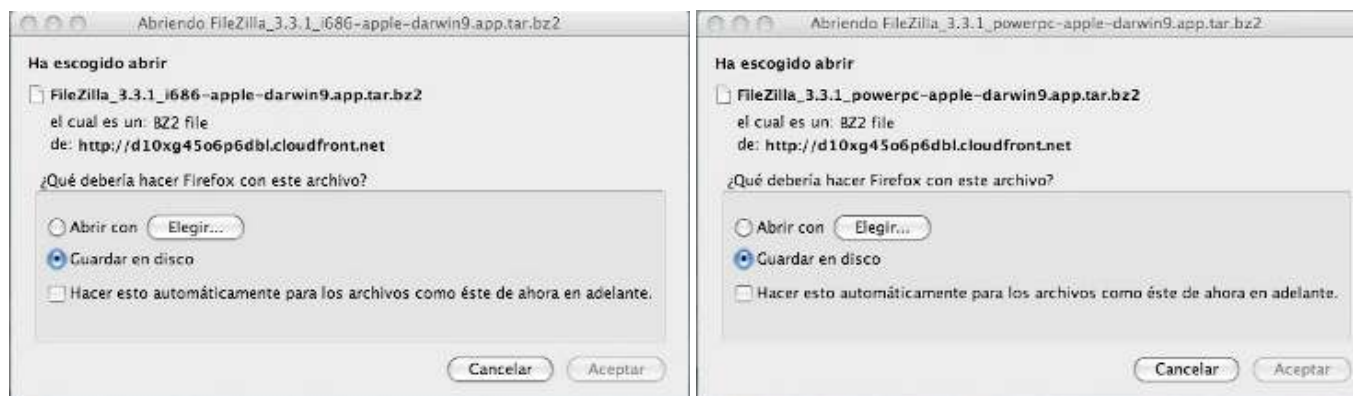 Abriendo FileZilla_3.3.1_i686-apple-darwin9.app.tar.bz2
Ha escogido abrir
FileZilla_3.3.1_i686-apple-darwin9.app.tar.bz2
el cual es un: BZ2 file
de: http://d10xg45o6p6dbl.cloudfront.net
¿Qué debería hacer Firefox con este archivo?
Abrir con Elegir...
Guardar en disco
Hacer esto automáticamente para los archivos como éste de ahora en adelante.
Cancelar Aceptar
Abriendo FileZilla_3.3.1_powerpc-apple-darwin9.app.tar.bz2
Ha escogido abrir
FileZilla_3.3.1_powerpc-apple-darwin9.app.tar.bz2
el cual es un: BZ2 file
de: http://d10xg45o6p6dbl.cloudfront.net
¿Qué debería hacer Firefox con este archivo?
Abrir con Elegir...
Guardar en disco
Hacer esto automáticamente para los archivos como éste de ahora en adelante.
Cancelar Aceptar